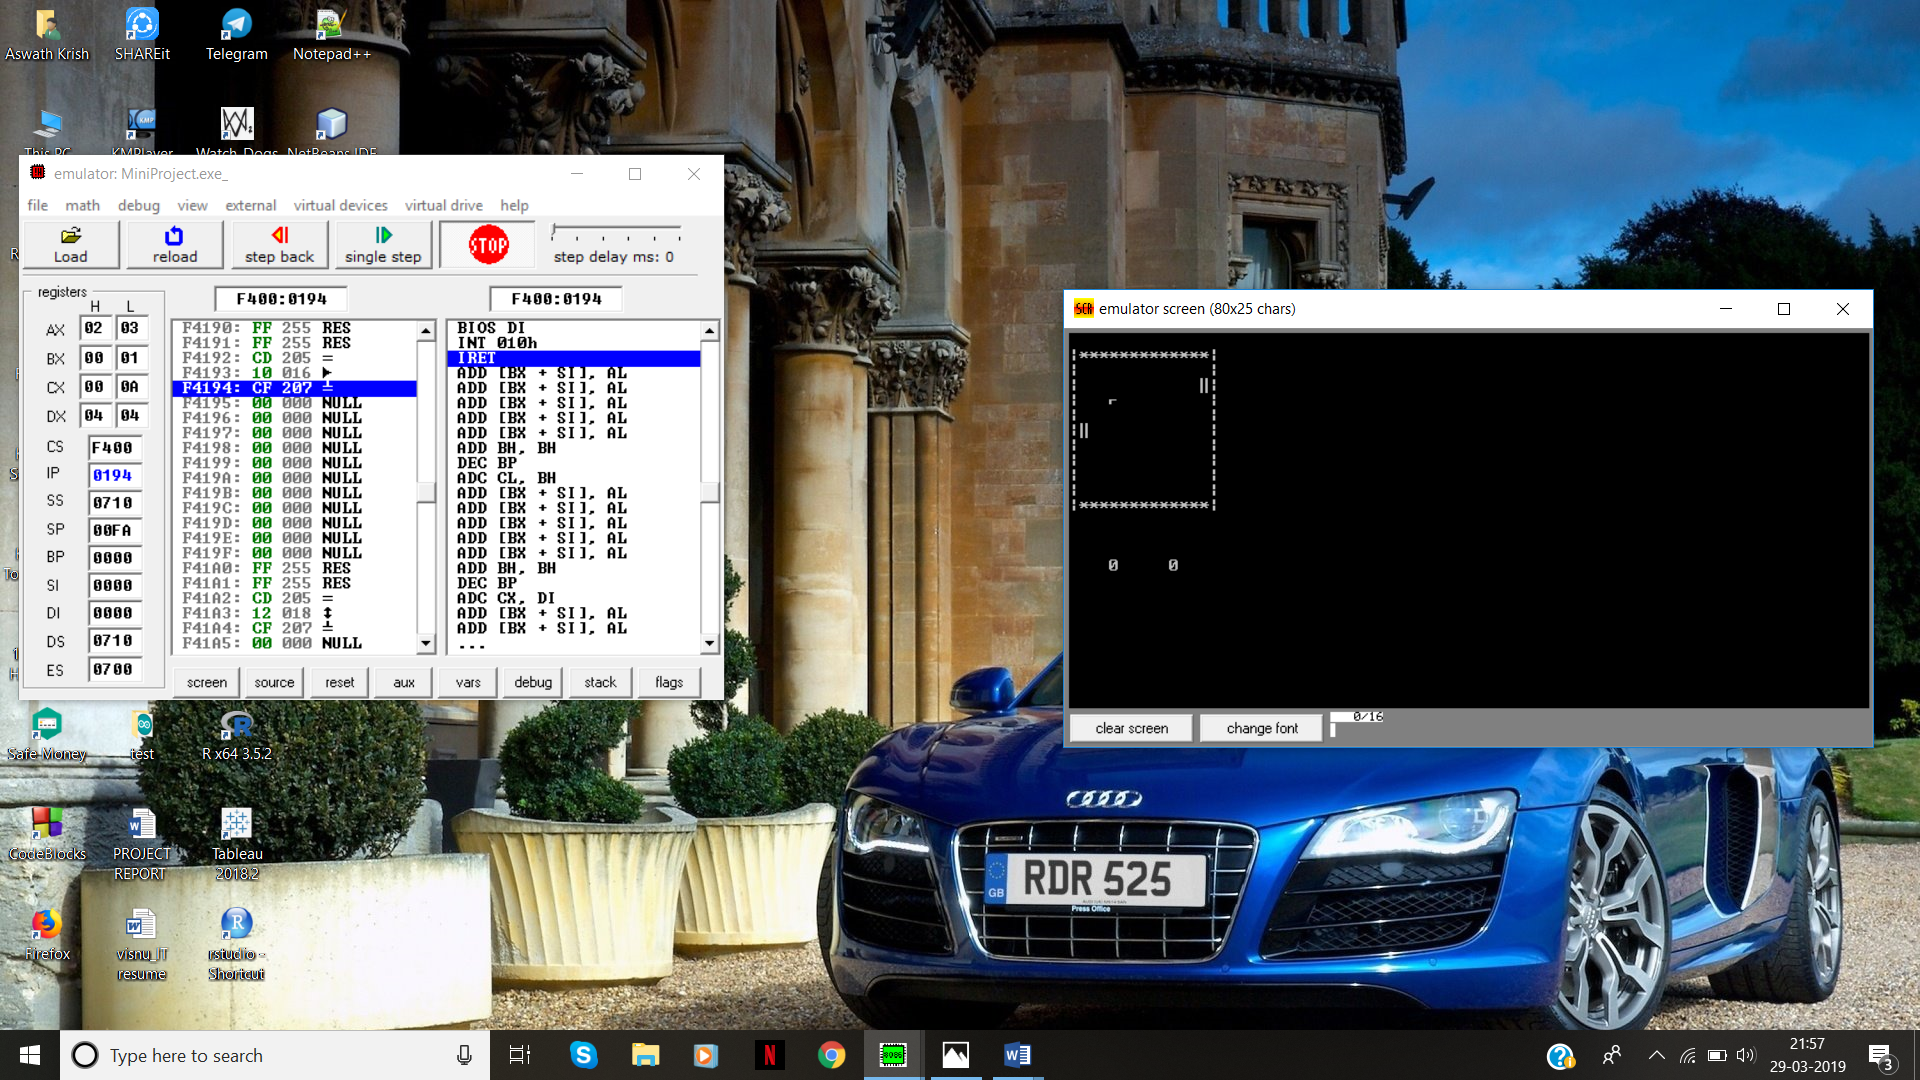 Aswath Krish
SHAREit
Telegram
Notepad++
This PC
KMPlayer
Watch_Dogs
NetBeans IDE
emulator: MiniProject.exe_
file math debug view external virtual devices virtual drive help
Load
reload
step back
single step
STOP
step delay ms: 0
registers
H L
AX 02 03
BX 00 01
CX 00 0A
DX 04 04
CS F400
IP 0194
SS 0710
SP 00FA
BP 0000
SI 0000
DI 0000
DS 0710
ES 0700
F400:0194
F4190: FF 255 RES
F4191: FF 255 RES
F4192: CD 205 =
F4193: 10 016 ►
F4194: CF 207 ╧
F4195: 00 000 NULL
F4196: 00 000 NULL
F4197: 00 000 NULL
F4198: 00 000 NULL
F4199: 00 000 NULL
F419A: 00 000 NULL
F419B: 00 000 NULL
F419C: 00 000 NULL
F419D: 00 000 NULL
F419E: 00 000 NULL
F419F: 00 000 NULL
F41A0: FF 255 RES
F41A1: FF 255 RES
F41A2: CD 205 =
F41A3: 12 018 ↕
F41A4: CF 207 ╧
F41A5: 00 000 NULL
F400:0194
BIOS DI
INT 010h
IRET
ADD [BX + SI], AL
ADD [BX + SI], AL
ADD [BX + SI], AL
ADD [BX + SI], AL
ADD [BX + SI], AL
ADD BH, BH
DEC BP
ADC CL, BH
ADD [BX + SI], AL
ADD [BX + SI], AL
ADD [BX + SI], AL
ADD [BX + SI], AL
ADD [BX + SI], AL
ADD BH, BH
DEC BP
ADC CX, DI
ADD [BX + SI], AL
ADD [BX + SI], AL
...
screen source reset aux vars debug stack flags
emulator screen (80x25 chars)
|*************|
||
⌐
||
|*************|
0 0
clear screen
change font
0/16
Safe Money
test
R x64 3.5.2
CodeBlocks
PROJECT
REPORT
Tableau
2018.2
Firefox
visnu_IT
resume
rstudio -
Shortcut
GB
RDR 525
Press Office
Type here to search
8086
21:57
29-03-2019
3